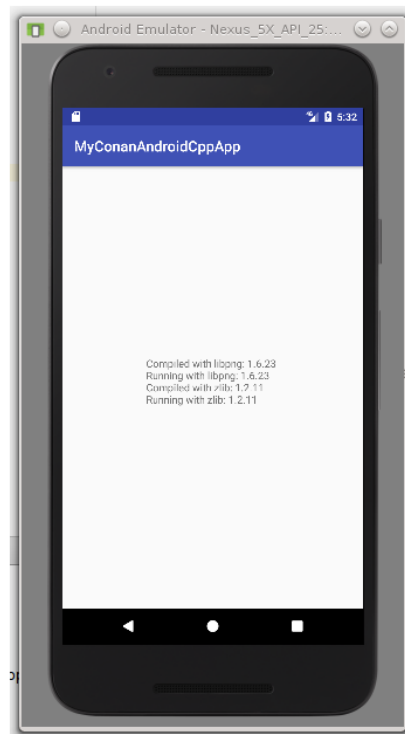 Android Emulator - Nexus_5X_API_25:...
5:32
MyConanAndroidCppApp
Compiled with libpng: 1.6.23
Running with libpng: 1.6.23
Compiled with zlib: 1.2.11
Running with zlib: 1.2.11